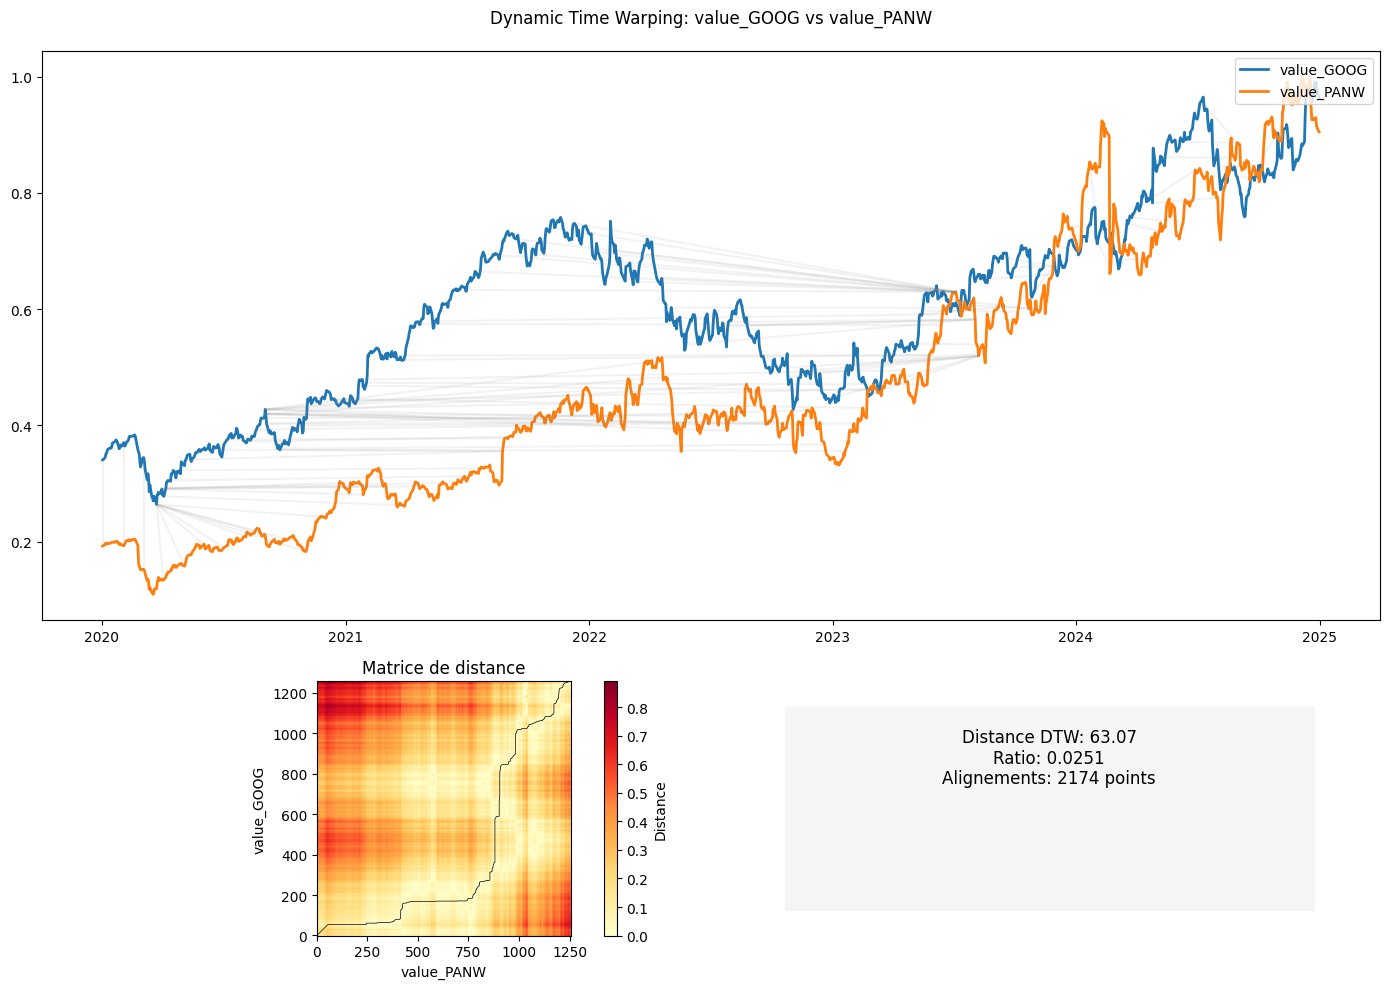 Dynamic Time Warping: value_GOOG vs value_PANW
value_GOOG
value_PANW
1.0
0.8
0.6
0.4
0.2
2020 2021 2022 2023 2024 2025
Matrice de distance
value_GOOG
1200
1000
800
600
400
200
0
0 250 500 750 1000 1250
value_PANW
0.8
0.7
0.6
0.5
0.4
0.3
0.2
0.1
0.0
Distance
Distance DTW: 63.07
Ratio: 0.0251
Alignements: 2174 points